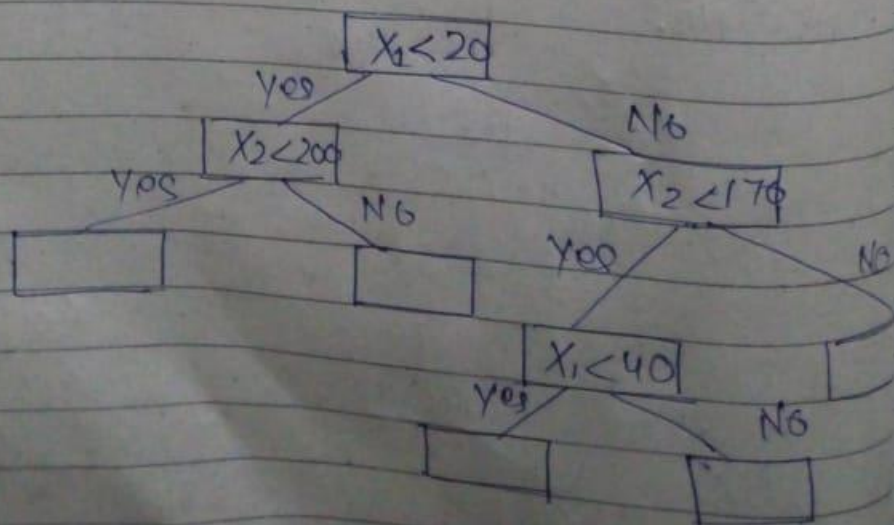 X1<20
Yes
No
X2<200
X2<170
Yes
No
Yes
No
X1<40
Yes
No